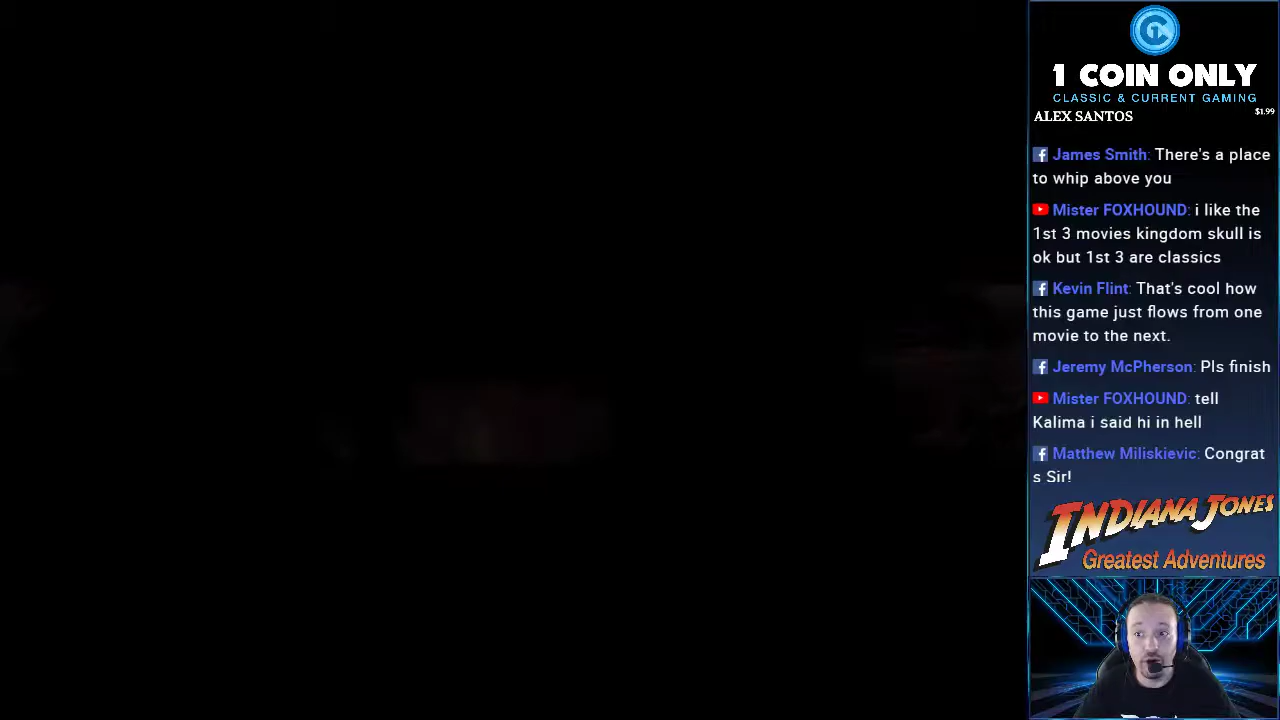 1 COIN ONLY
CLASSIC & CURRENT GAMING
ALEX SANTOS $1.99
James Smith: There's a place
to whip above you
Mister FOXHOUND: i like the
1st 3 movies kingdom skull is
ok but 1st 3 are classics
Kevin Flint: That's cool how
this game just flows from one
movie to the next.
Jeremy McPherson: Pls finish
Mister FOXHOUND: tell
Kalima i said hi in hell
Matthew Miliskievic: Congrat
s Sir!
INDIANA JONES
Greatest Adventures